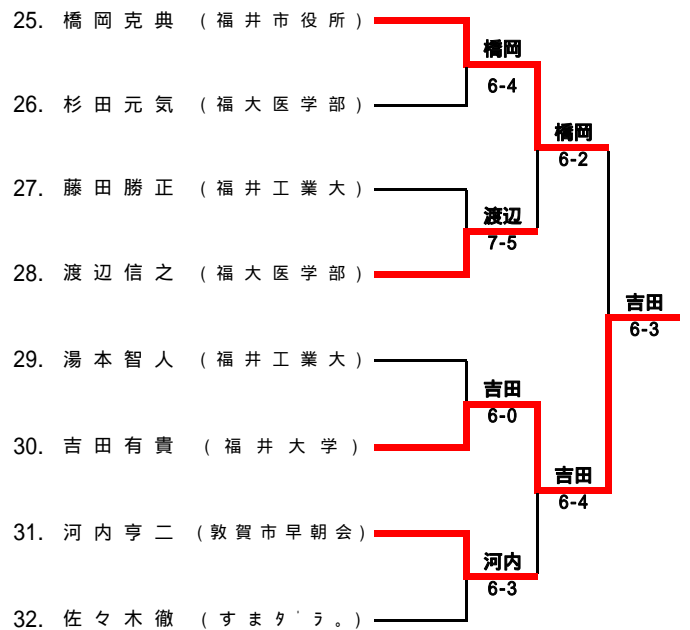 25. 橋岡克典 (福井市役所)
橋岡
6-4
26. 杉田元気 (福大医学部)
橋岡
6-2
27. 藤田勝正 (福井工業大)
渡辺
7-5
28. 渡辺信之 (福大医学部)
吉田
6-3
29. 湯本智人 (福井工業大)
吉田
6-0
30. 吉田有貴 (福井大学)
吉田
6-4
31. 河内亨二 (敦賀市早朝会)
河内
6-3
32. 佐々木徹 (すまタ゛ラ。)